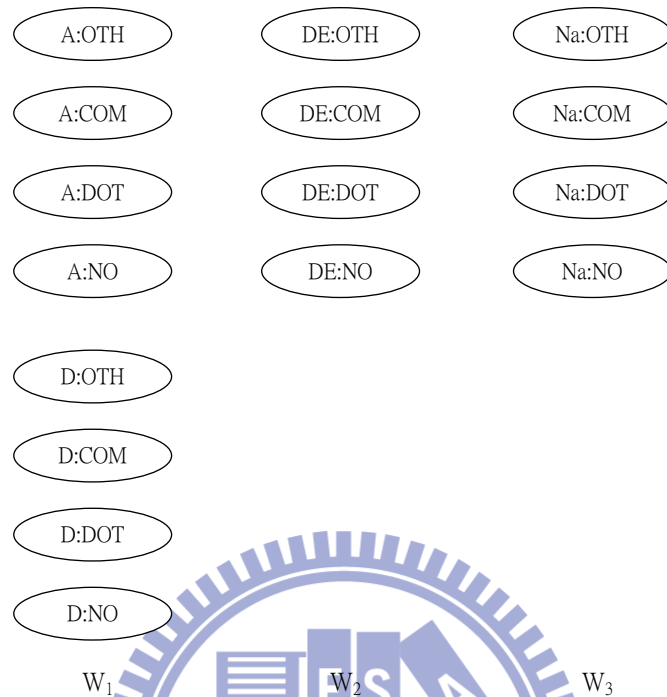 A:OTH DE:OTH Na:OTH
A:COM DE:COM Na:COM
A:DOT DE:DOT Na:DOT
A:NO DE:NO Na:NO
D:OTH
D:COM
D:DOT
D:NO
W₁ W₂ W₃
ES